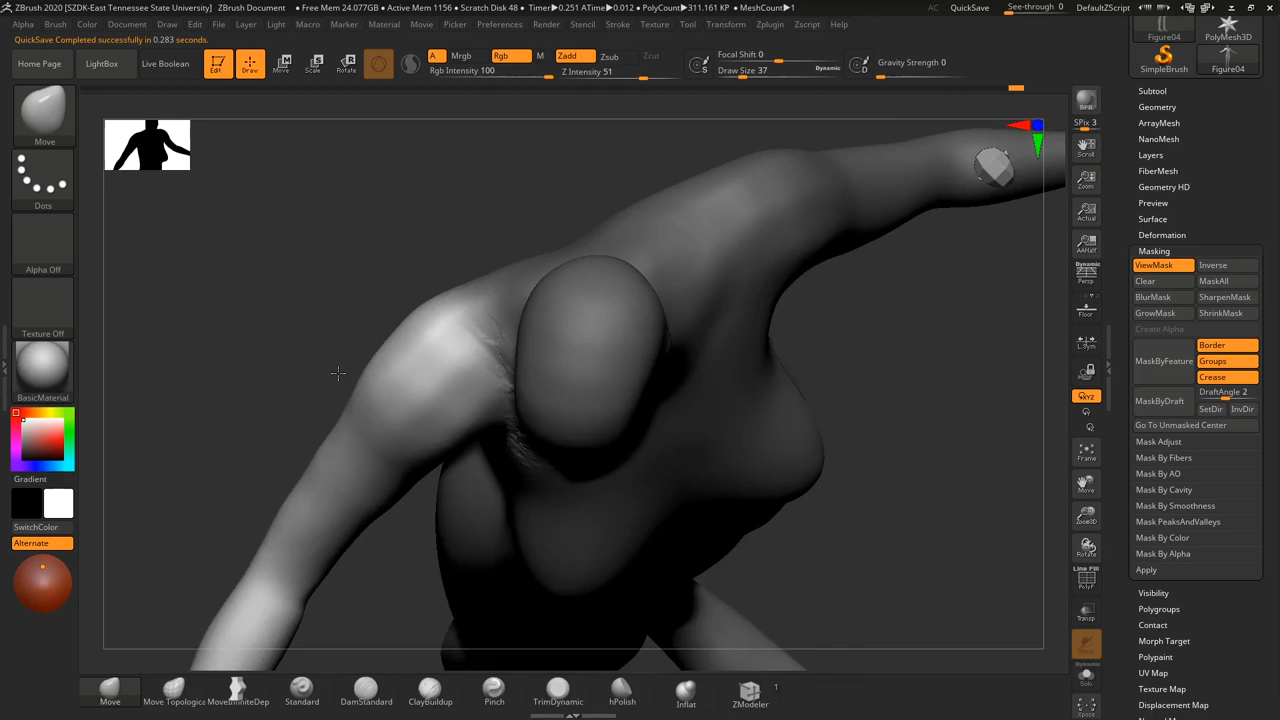 ZBrush 2020 [SZDK-East Tennessee State University]  ZBrush Document   • Free Mem 24.077GB • Active Mem 1156 • Scratch Disk 48 • Timer▶0.251 ATime▶0.012 • PolyCount▶311.161 KP • MeshCount▶1
AC QuickSave See-through 0 Menus DefaultZScript
Alpha Brush Color Document Draw Edit File Layer Light Macro Marker Material Movie Picker Preferences Render Stencil Stroke Texture Tool Transform Zplugin Zscript Help
QuickSave Completed successfully in 0.283 seconds.
Home Page LightBox Live Boolean Edit Draw Move Scale Rotate
A Mrgb Rgb M Zadd Zsub Zcut
Rgb Intensity 100 Z Intensity 51
S Focal Shift 0
Draw Size 37 Dynamic
D Gravity Strength 0
Move
Dots
Alpha Off
Texture Off
BasicMaterial
Gradient
SwitchColor
Alternate
BPR
SPix 3
Scroll
Zoom
Actual
AAHalf
Dynamic
Persp
Floor
L.Sym
XYZ
Frame
Move
Zoom3D
Rotate
Line Fill
PolyF
Transp
Dynamic
Solo
Xpose
Figure04 PolyMesh3D
SimpleBrush Figure04
Subtool
Geometry
ArrayMesh
NanoMesh
Layers
FiberMesh
Geometry HD
Preview
Surface
Deformation
Masking
ViewMask Inverse
Clear MaskAll
BlurMask SharpenMask
GrowMask ShrinkMask
Create Alpha
MaskByFeature Border
Groups
Crease
MaskByDraft DraftAngle 2
SetDir InvDir
Go To Unmasked Center
Mask Adjust
Mask By Fibers
Mask By AO
Mask By Cavity
Mask By Smoothness
Mask PeaksAndValleys
Mask By Color
Mask By Alpha
Apply
Visibility
Polygroups
Contact
Morph Target
Polypaint
UV Map
Texture Map
Displacement Map
Move Move Topologic MoveInfiniteDep Standard DamStandard ClayBuildup Pinch TrimDynamic hPolish Inflat ZModeler
1